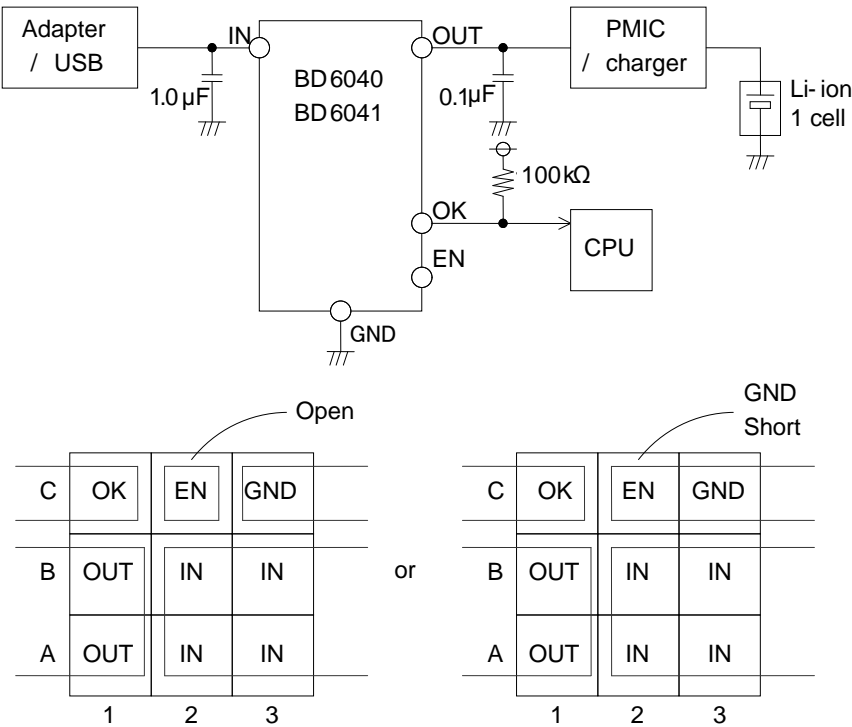 Adapter
/ USB
IN
1.0µF
BD6040
BD6041
OUT
0.1µF
PMIC
/ charger
Li-ion
1 cell
100kΩ
OK
CPU
EN
GND
Open
C OK EN GND
B OUT IN IN
A OUT IN IN
1 2 3
or
GND
Short
C OK EN GND
B OUT IN IN
A OUT IN IN
1 2 3